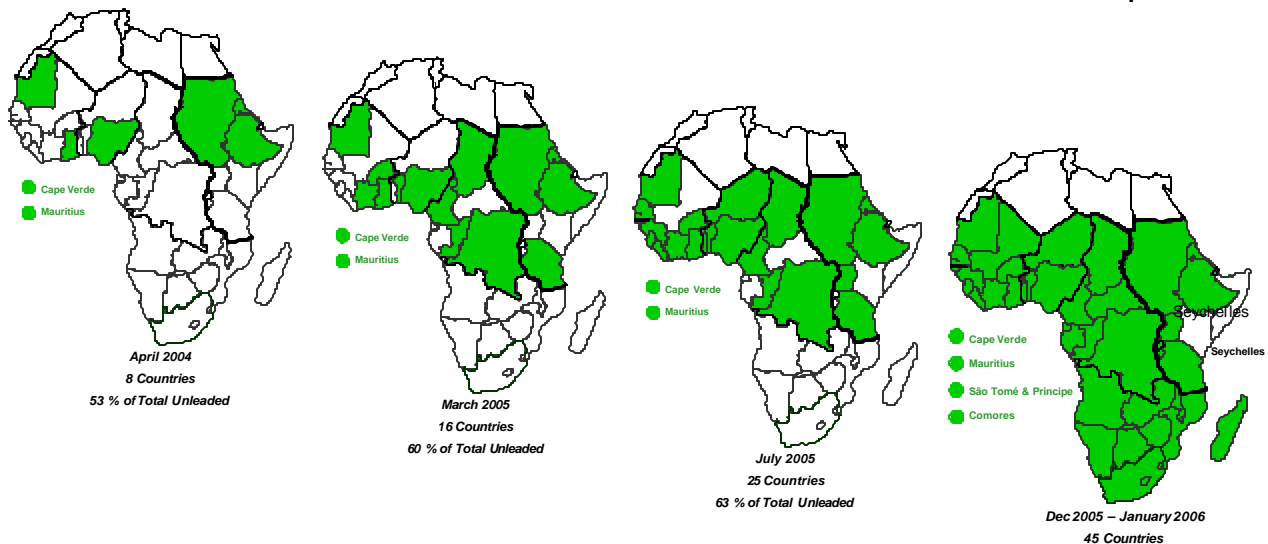 Cape Verde
Mauritius
April 2004
8 Countries
53 % of Total Unleaded
Cape Verde
Mauritius
March 2005
16 Countries
60 % of Total Unleaded
Cape Verde
Mauritius
July 2005
25 Countries
63 % of Total Unleaded
Seychelles
Seychelles
Cape Verde
Mauritius
São Tomé & Principe
Comores
Dec 2005 – January 2006
45 Countries